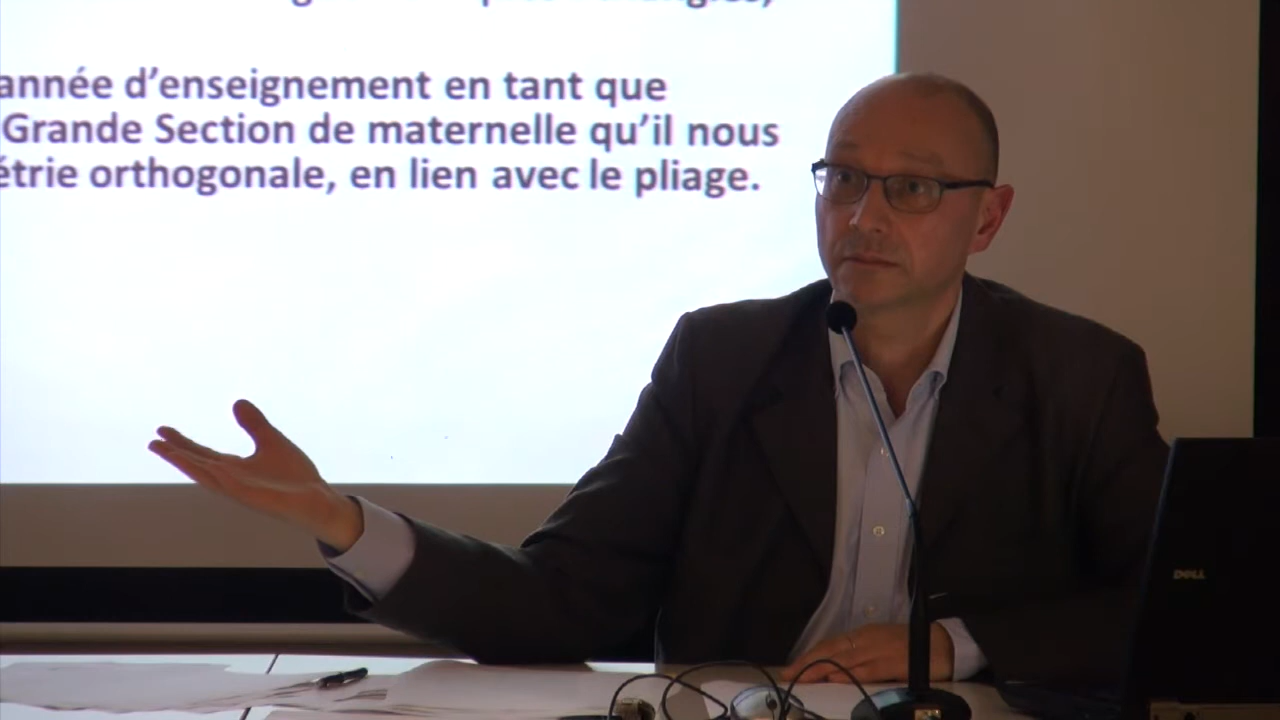 année d’enseignement en tant que
Grande Section de maternelle qu’il nous
étrie orthogonale, en lien avec le pliage.
DELL